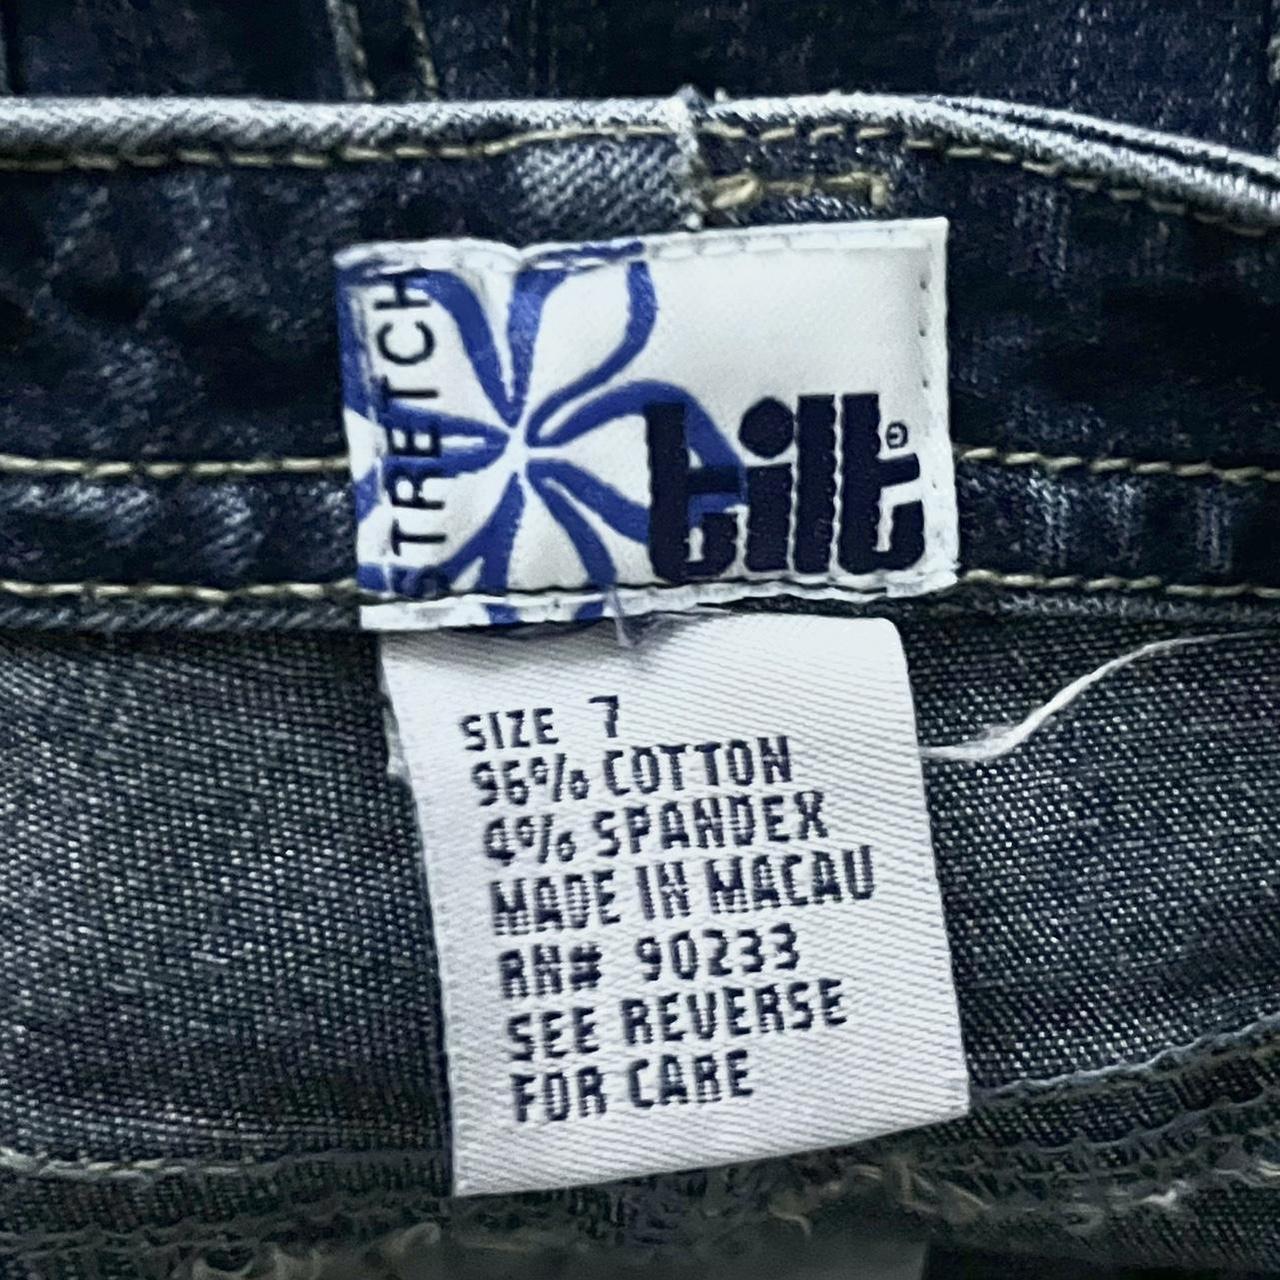 STRETCH
tilt®
SIZE 7
96% COTTON
4% SPANDEX
MADE IN MACAU
RN# 90233
SEE REVERSE
FOR CARE